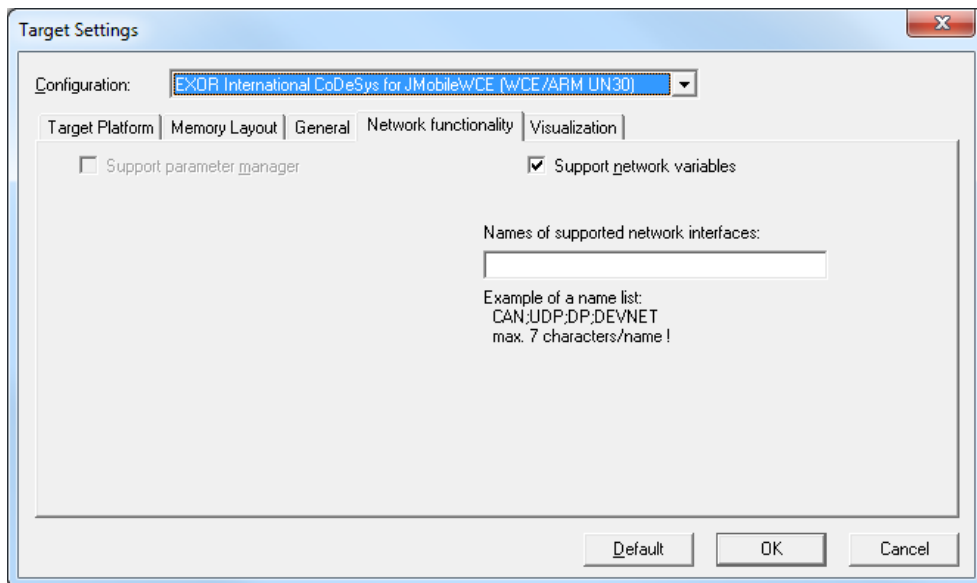 Target Settings
Configuration: EXOR International CoDeSys for JMobileWCE (WCE/ARM UN30)
Target Platform Memory Layout General Network functionality Visualization
Support parameter manager Support network variables
Names of supported network interfaces:
Example of a name list:
CAN;UDP;DP;DEVNET
max. 7 characters/name !
Default OK Cancel